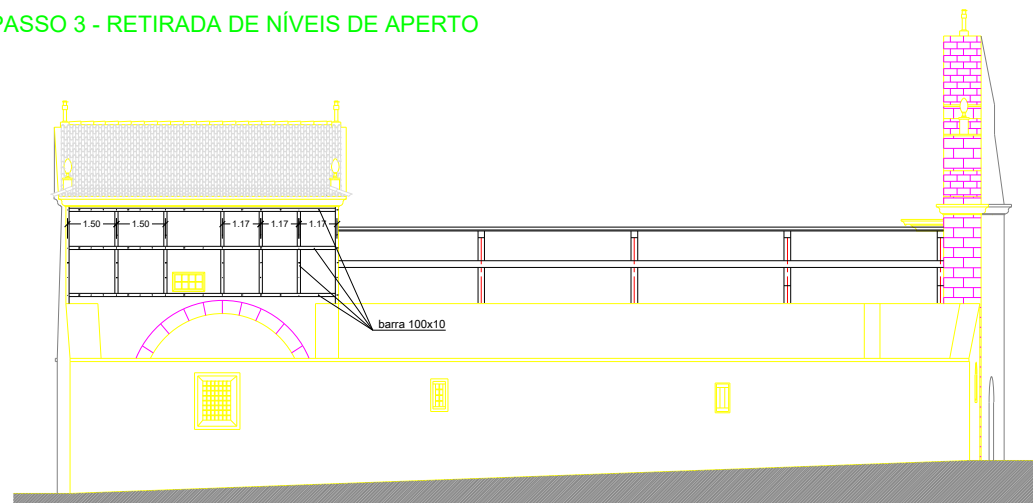 PASSO 3 - RETIRADA DE NÍVEIS DE APERTO
1.50 1.50 1.17 1.17 1.17
barra 100x10